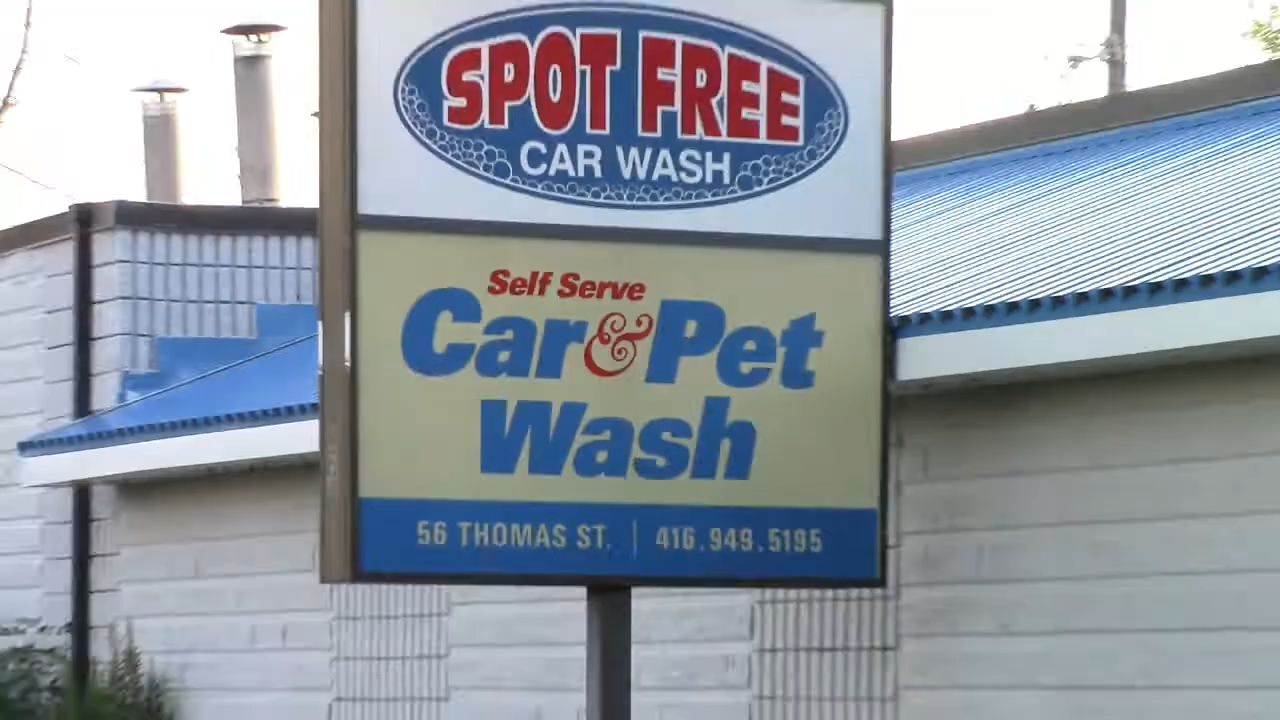 SPOT FREE
CAR WASH
Self Serve
Car & Pet
Wash
56 THOMAS ST. | 416.949.5195